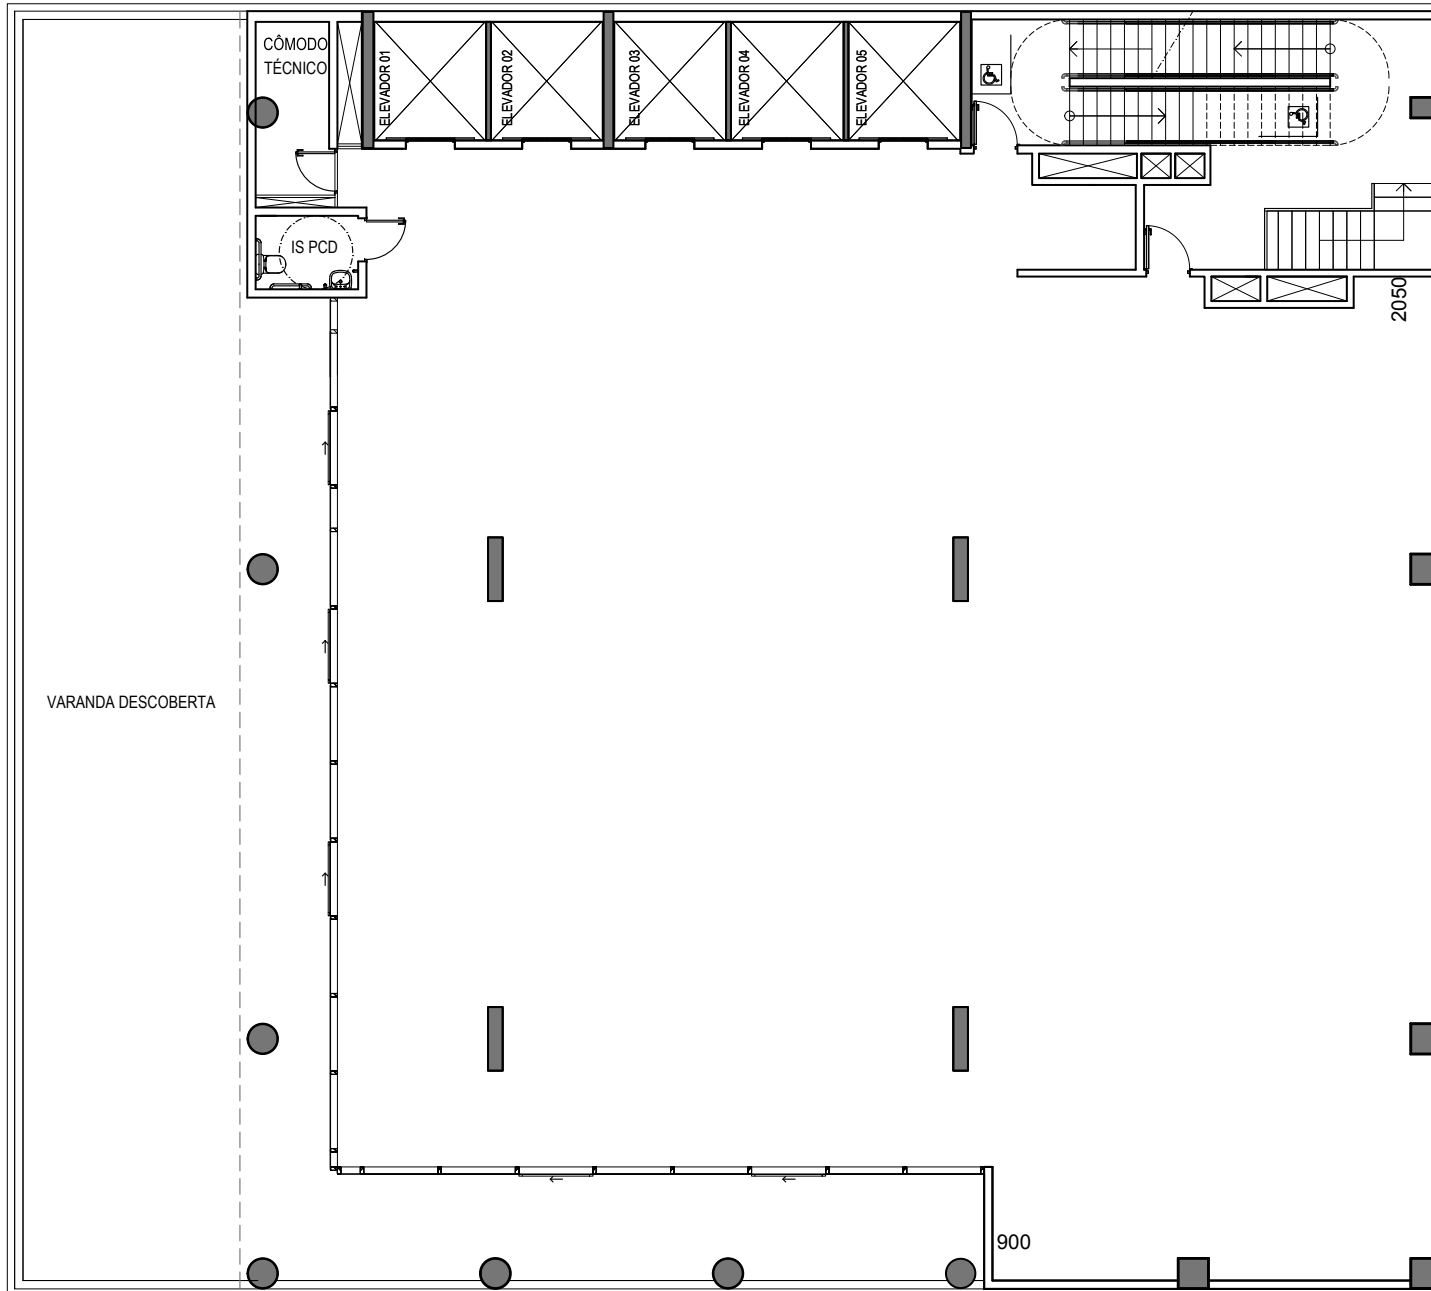 CÔMODO
TÉCNICO
ELEVADOR 01
ELEVADOR 02
ELEVADOR 03
ELEVADOR 04
ELEVADOR 05
IS PCD
2050
VARANDA DESCOBERTA
900